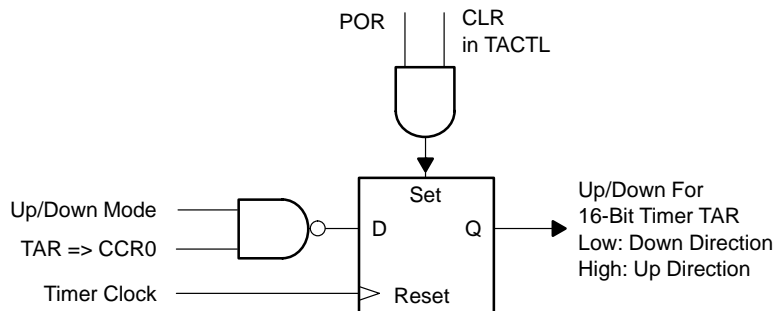 POR
CLR
in TACTL
Set
Up/Down Mode
TAR => CCR0
D
Q
Up/Down For
16-Bit Timer TAR
Low: Down Direction
High: Up Direction
Timer Clock
Reset